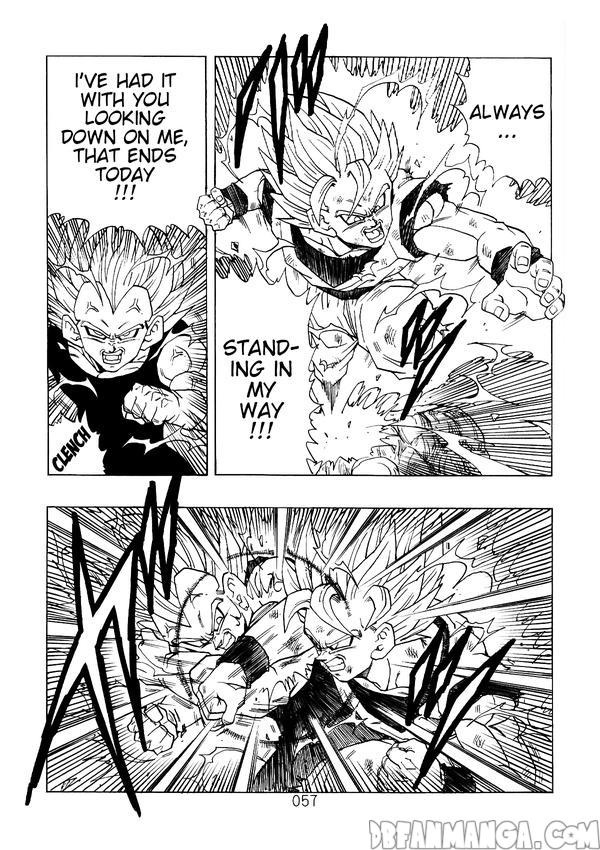 ALWAYS
...
STAND-
ING IN
MY
WAY
!!!
I'VE HAD IT
WITH YOU
LOOKING
DOWN ON ME,
THAT ENDS
TODAY
!!!
CLENCH
057
DBFANMANGA.COM